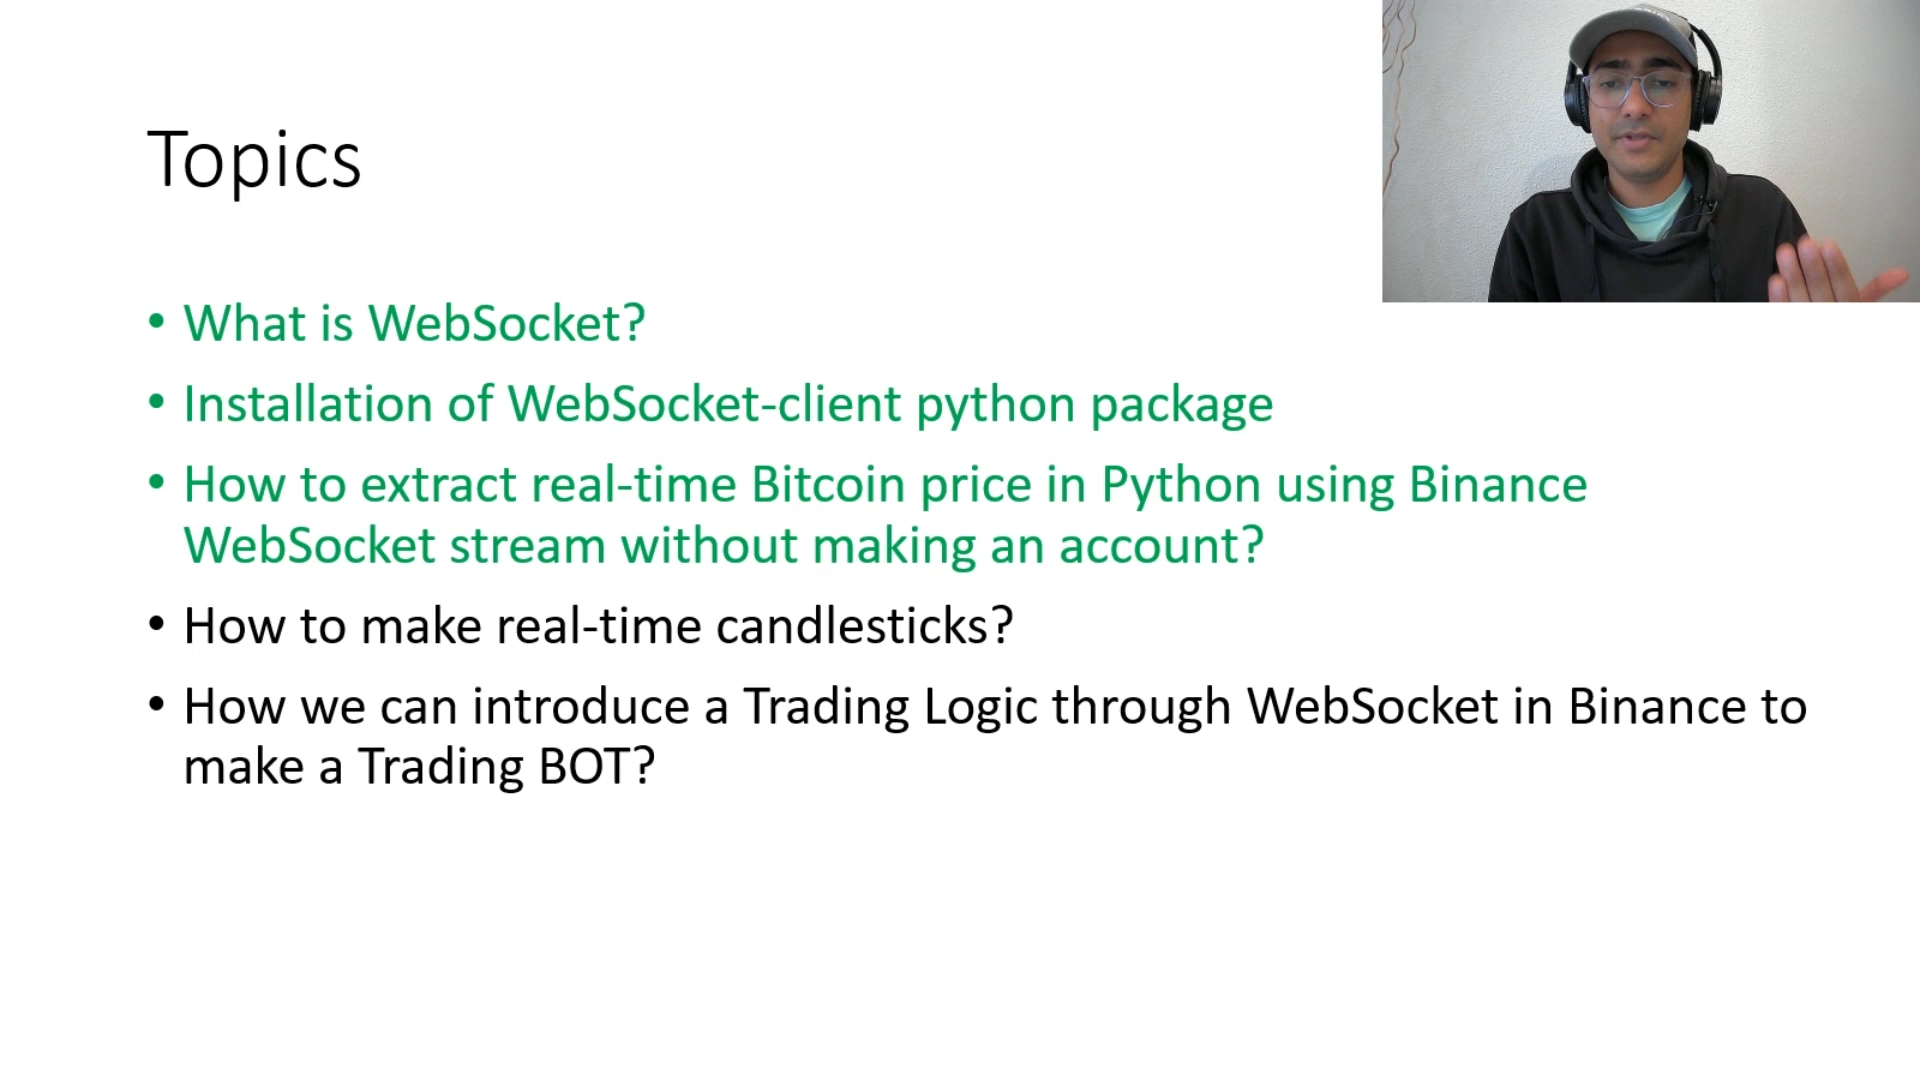 Topics
• What is WebSocket?
• Installation of WebSocket-client python package
• How to extract real-time Bitcoin price in Python using Binance
WebSocket stream without making an account?
• How to make real-time candlesticks?
• How we can introduce a Trading Logic through WebSocket in Binance to
make a Trading BOT?